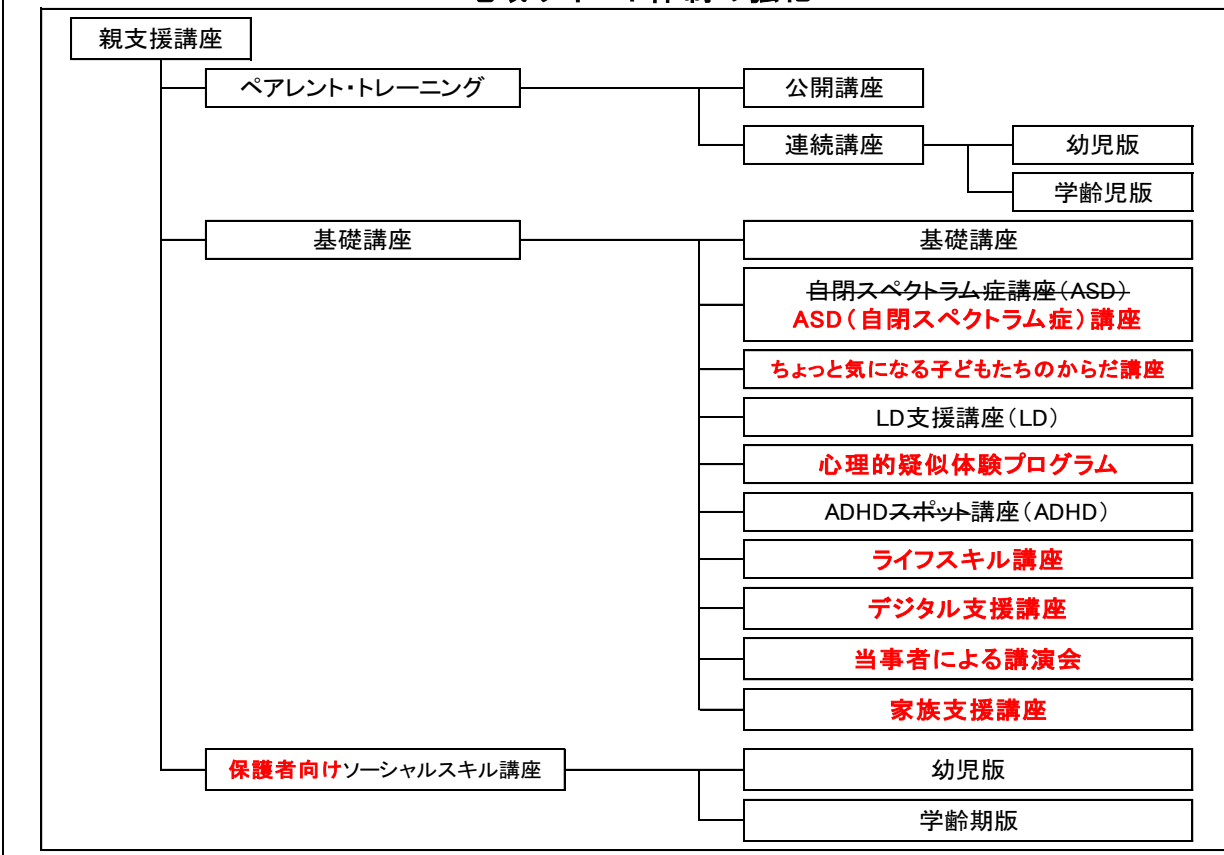 親支援講座
ペアレント・トレーニング
公開講座
連続講座
幼児版
学齢児版
基礎講座
基礎講座
自閉スペクトラム症講座(ASD)
ASD(自閉スペクトラム症)講座
ちょっと気になる子どもたちのからだ講座
LD支援講座(LD)
心理的疑似体験プログラム
ADHDスポット講座(ADHD)
ライフスキル講座
デジタル支援講座
当事者による講演会
家族支援講座
保護者向けソーシャルスキル講座
幼児版
学齢期版